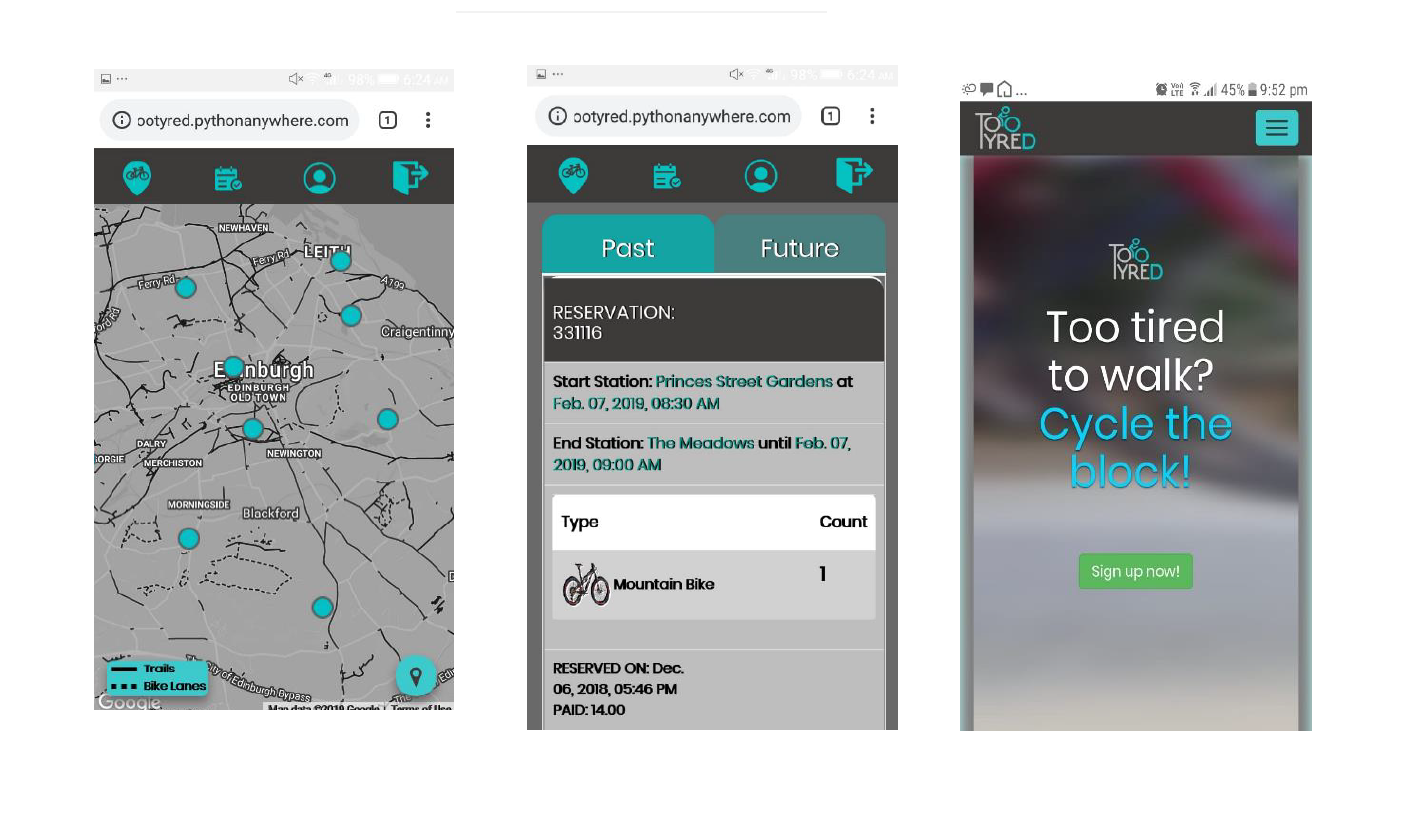 98% 6:24 AM
ootyred.pythonanywhere.com
1
NEWHAVEN
LEITH
Ferry Rd
Ferry Rd
A199
Craigentinny
Edinburgh
EDINBURGH
OLD TOWN
DALRY
GORGIE
MERCHISTON
NEWINGTON
MORNINGSIDE
Blackford
The City of Edinburgh Bypass
Trails
Bike Lanes
Google
Map data ©2019 Google
Terms of Use
4G 98% 6:24 AM
ootyred.pythonanywhere.com
1
Past Future
RESERVATION:
331116
Start Station: Princes Street Gardens at
Feb. 07, 2019, 08:30 AM
End Station: The Meadows until Feb. 07,
2019, 09:00 AM
Type Count
Mountain Bike 1
RESERVED ON: Dec.
06, 2018, 05:46 PM
PAID: 14.00
45% 9:52 pm
TOO
TYRED
TOO
TYRED
Too tired
to walk?
Cycle the
block!
Sign up now!